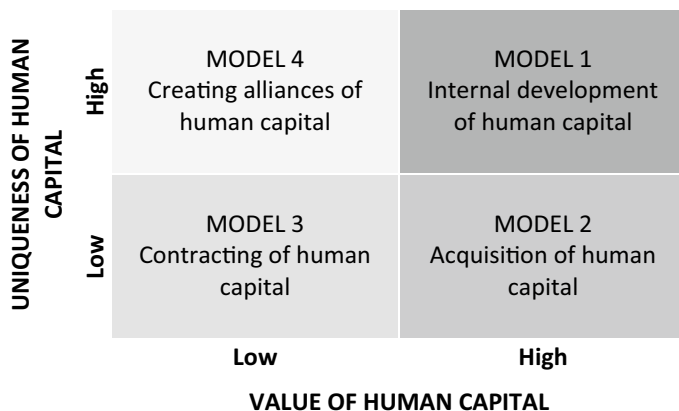 UNIQUENESS OF HUMAN
CAPITAL
High
Low
MODEL 4
Creating alliances of
human capital
MODEL 1
Internal development
of human capital
MODEL 3
Contracting of human
capital
MODEL 2
Acquisition of human
capital
Low
High
VALUE OF HUMAN CAPITAL